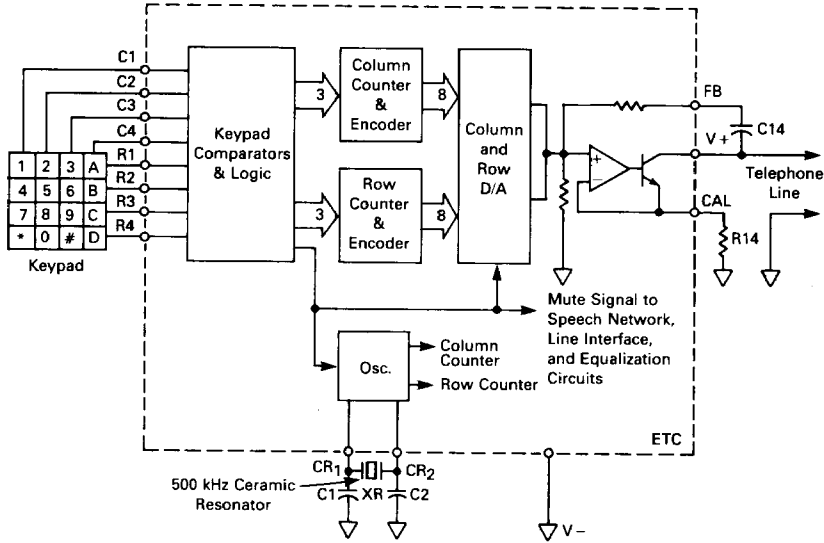 C1
C2
C3
C4
R1
R2
R3
R4
1 2 3 A
4 5 6 B
7 8 9 C
* 0 # D
Keypad
Keypad
Comparators
& Logic
3
Column
Counter
&
Encoder
8
3
Row
Counter
&
Encoder
8
Column
and
Row
D/A
+
−
FB
C14
V+
Telephone
Line
CAL
R14
Mute Signal to
Speech Network,
Line Interface,
and Equalization
Circuits
Osc.
Column
Counter
Row Counter
ETC
CR1
CR2
500 kHz Ceramic
Resonator
C1
XR
C2
V−